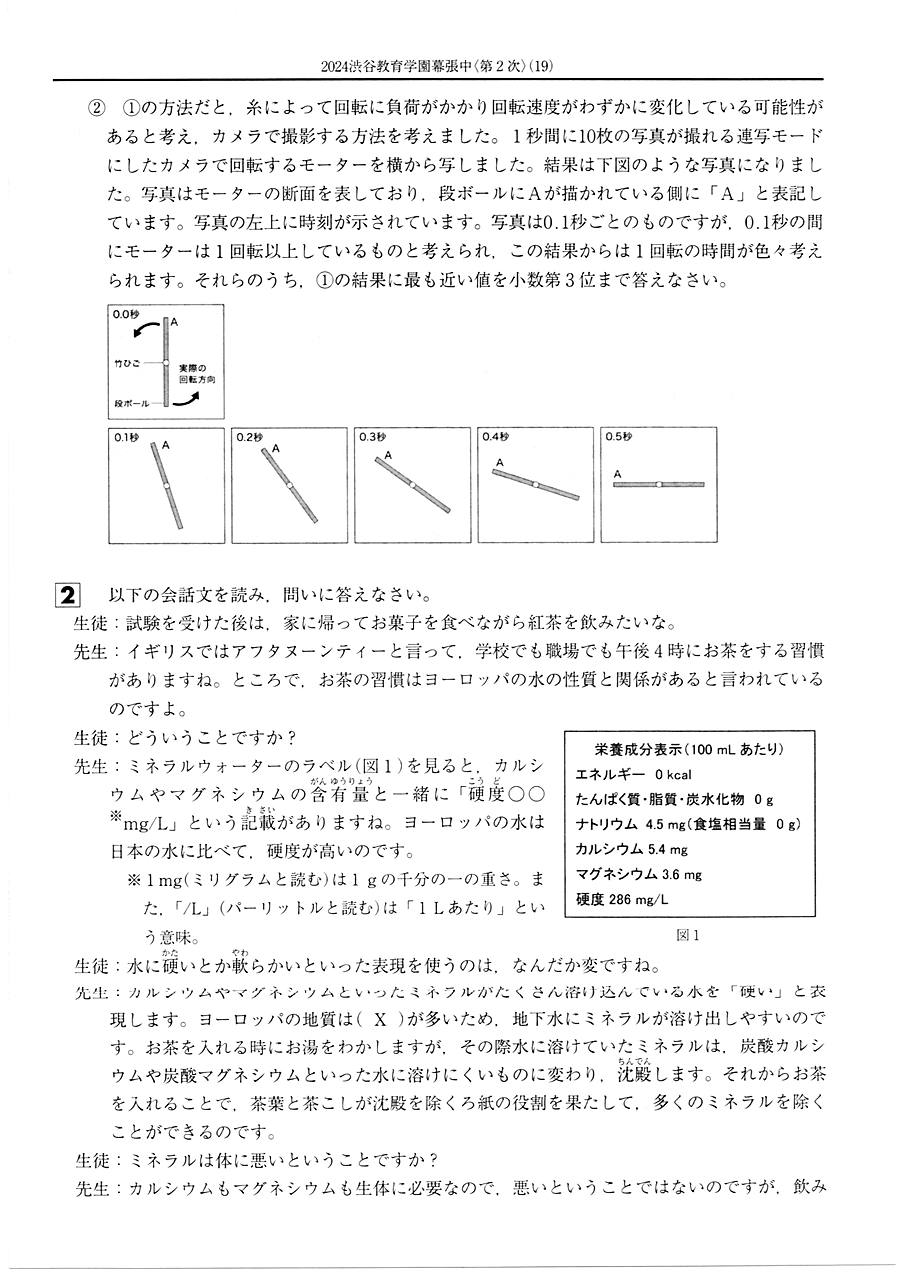 2024渋谷教育学園幕張中〈第2次〉(19)
② ①の方法だと，糸によって回転に負荷がかかり回転速度がわずかに変化している可能性が
あると考え，カメラで撮影する方法を考えました。1秒間に10枚の写真が撮れる連写モード
にしたカメラで回転するモーターを横から写しました。結果は下図のような写真になりまし
た。写真はモーターの断面を表しており，段ボールにAが描かれている側に「A」と表記し
ています。写真の左上に時刻が示されています。写真は0.1秒ごとのものですが，0.1秒の間
にモーターは1回転以上しているものと考えられ，この結果からは1回転の時間が色々考え
られます。それらのうち，①の結果に最も近い値を小数第3位まで答えなさい。
0.0秒
A
竹ひご
実際の
回転方向
段ボール
0.1秒
A
0.2秒
A
0.3秒
A
0.4秒
A
0.5秒
A
2 以下の会話文を読み，問いに答えなさい。
生徒：試験を受けた後は，家に帰ってお菓子を食べながら紅茶を飲みたいな。
先生：イギリスではアフタヌーンティーと言って，学校でも職場でも午後4時にお茶をする習慣
がありますね。ところで，お茶の習慣はヨーロッパの水の性質と関係があると言われている
のですよ。
生徒：どういうことですか？
先生：ミネラルウォーターのラベル(図1)を見ると，カルシ
がんゆうりょう こうど
ウムやマグネシウムの含有量と一緒に「硬度○○
きさい
※mg/L」という記載がありますね。ヨーロッパの水は
日本の水に比べて，硬度が高いのです。
※1mg(ミリグラムと読む)は1gの千分の一の重さ。ま
た，「/L」(パーリットルと読む)は「1Lあたり」とい
う意味。
栄養成分表示(100 mLあたり)
エネルギー 0 kcal
たんぱく質・脂質・炭水化物 0 g
ナトリウム 4.5 mg(食塩相当量 0 g)
カルシウム 5.4 mg
マグネシウム 3.6 mg
硬度 286 mg/L
図1
かた やわ
生徒：水に硬いとか軟らかいといった表現を使うのは，なんだか変ですね。
先生：カルシウムやマグネシウムといったミネラルがたくさん溶け込んでいる水を「硬い」と表
現します。ヨーロッパの地質は( X )が多いため，地下水にミネラルが溶け出しやすいので
す。お茶を入れる時にお湯をわかしますが，その際水に溶けていたミネラルは，炭酸カルシ
ちんでん
ウムや炭酸マグネシウムといった水に溶けにくいものに変わり，沈殿します。それからお茶
を入れることで，茶葉と茶こしが沈殿を除くろ紙の役割を果たして，多くのミネラルを除く
ことができるのです。
生徒：ミネラルは体に悪いということですか？
先生：カルシウムもマグネシウムも生体に必要なので，悪いということではないのですが，飲み